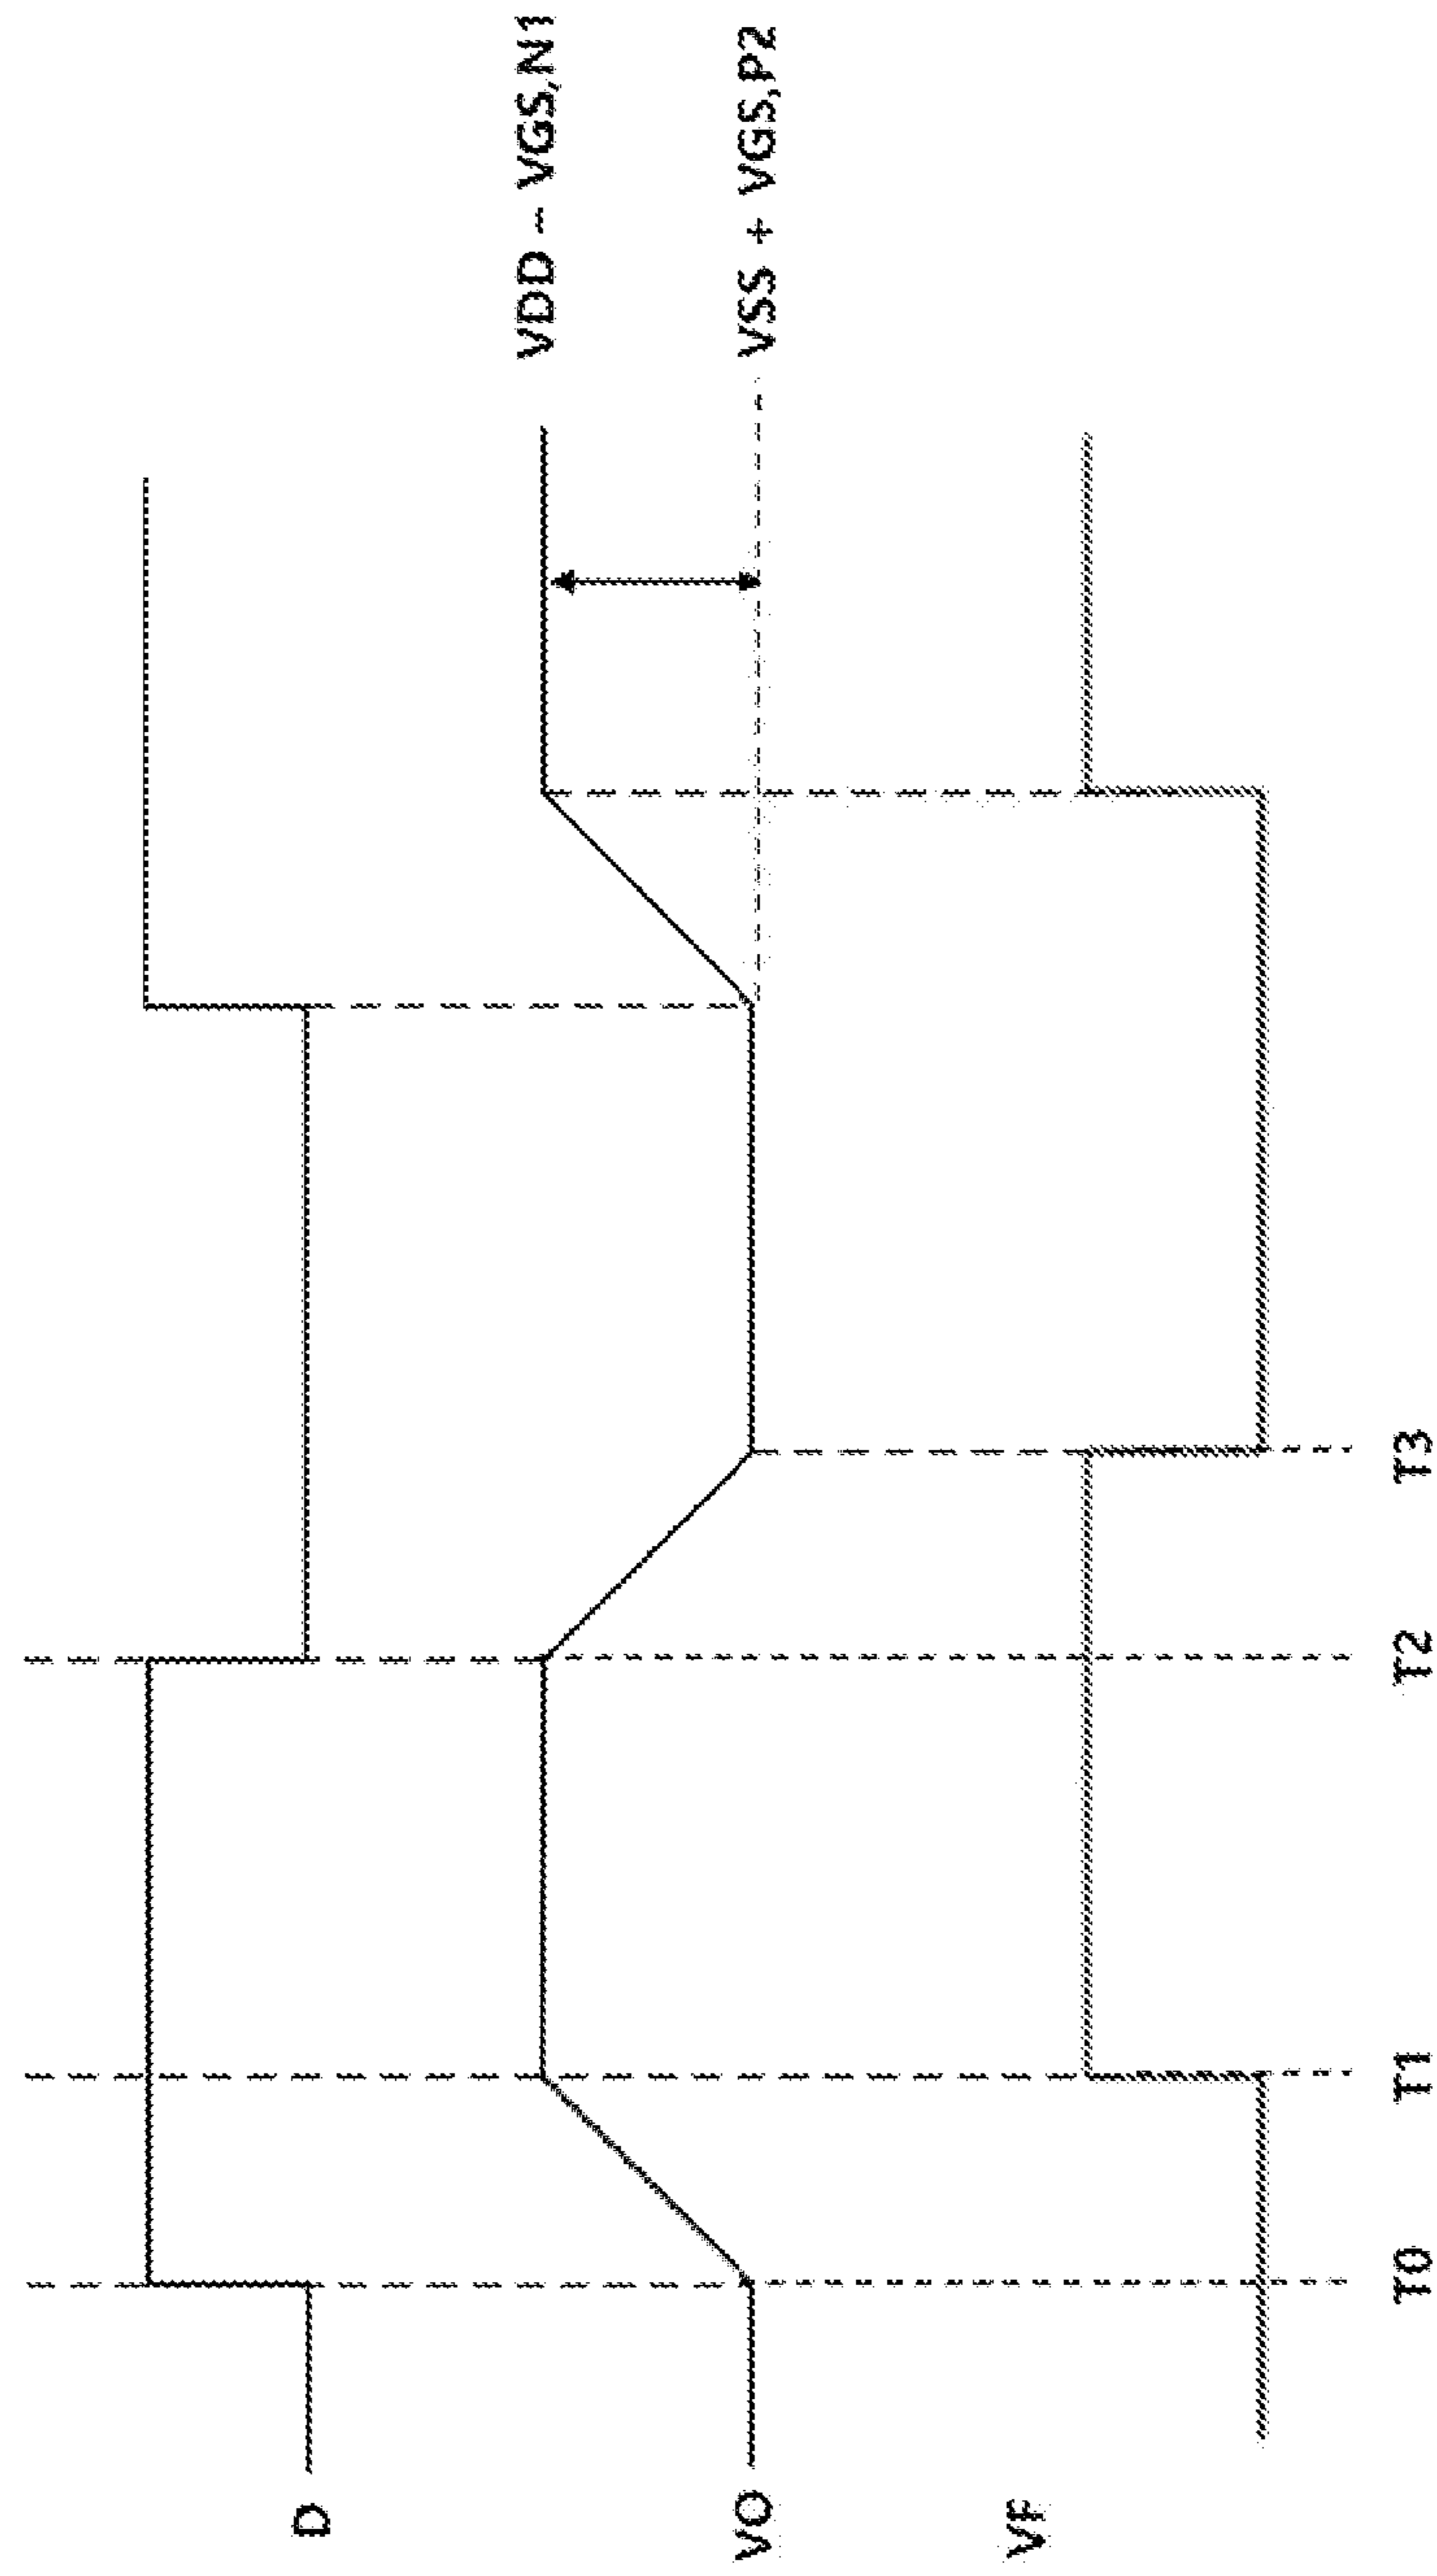 D
VO
VF
VDD – VGS,N1
VSS + VGS,P2
T0
T1
T2
T3